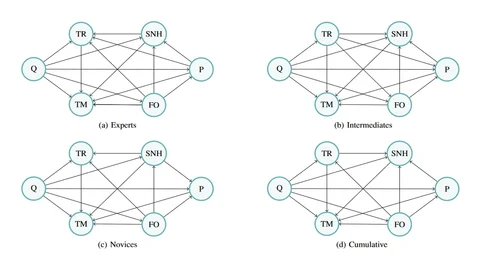 TR SNH
Q P
TM FO
(a) Experts
TR SNH
Q P
TM FO
(b) Intermediates
TR SNH
Q P
TM FO
(c) Novices
TR SNH
Q P
TM FO
(d) Cumulative